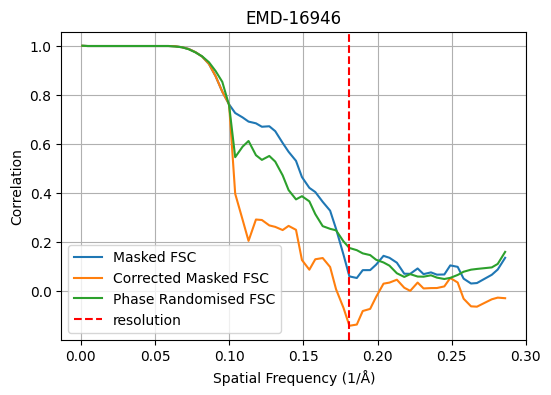 EMD-16946
1.0
0.8
0.6
0.4
0.2
0.0
Correlation
Masked FSC
Corrected Masked FSC
Phase Randomised FSC
resolution
0.00 0.05 0.10 0.15 0.20 0.25 0.30
Spatial Frequency (1/Å)